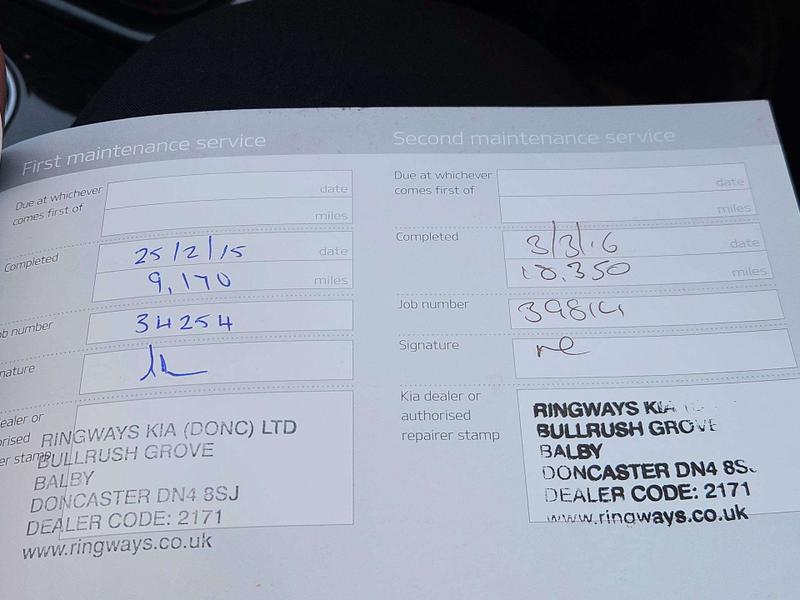 First maintenance service
Due at whichever
comes first of
date
miles
Completed
25/2/15
date
9,170
miles
ob number
34254
nature
ealer or
orised
er stamp
RINGWAYS KIA (DONC) LTD
BULLRUSH GROVE
BALBY
DONCASTER DN4 8SJ
DEALER CODE: 2171
www.ringways.co.uk
Second maintenance service
Due at whichever
comes first of
date
miles
Completed
3/3/16
date
18,350
miles
Job number
39814
Signature
Kia dealer or
authorised
repairer stamp
RINGWAYS KIA
BULLRUSH GROVE
BALBY
DONCASTER DN4 8S
DEALER CODE: 2171
www.ringways.co.uk